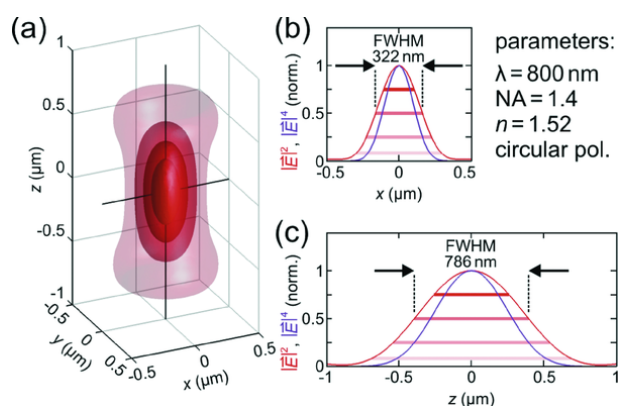 (a)
1
0.5
0
-0.5
-1
z (µm)
-0.5
0
0.5
y (µm)
-0.5
0
0.5
x (µm)
(b)
FWHM
322 nm
1
0.5
0
|E⃗|², |E⃗|⁴ (norm.)
-0.5
0
0.5
x (µm)
parameters:
λ = 800 nm
NA = 1.4
n = 1.52
circular pol.
(c)
FWHM
786 nm
1
0.5
0
|E⃗|², |E⃗|⁴ (norm.)
-1
-0.5
0
0.5
1
z (µm)